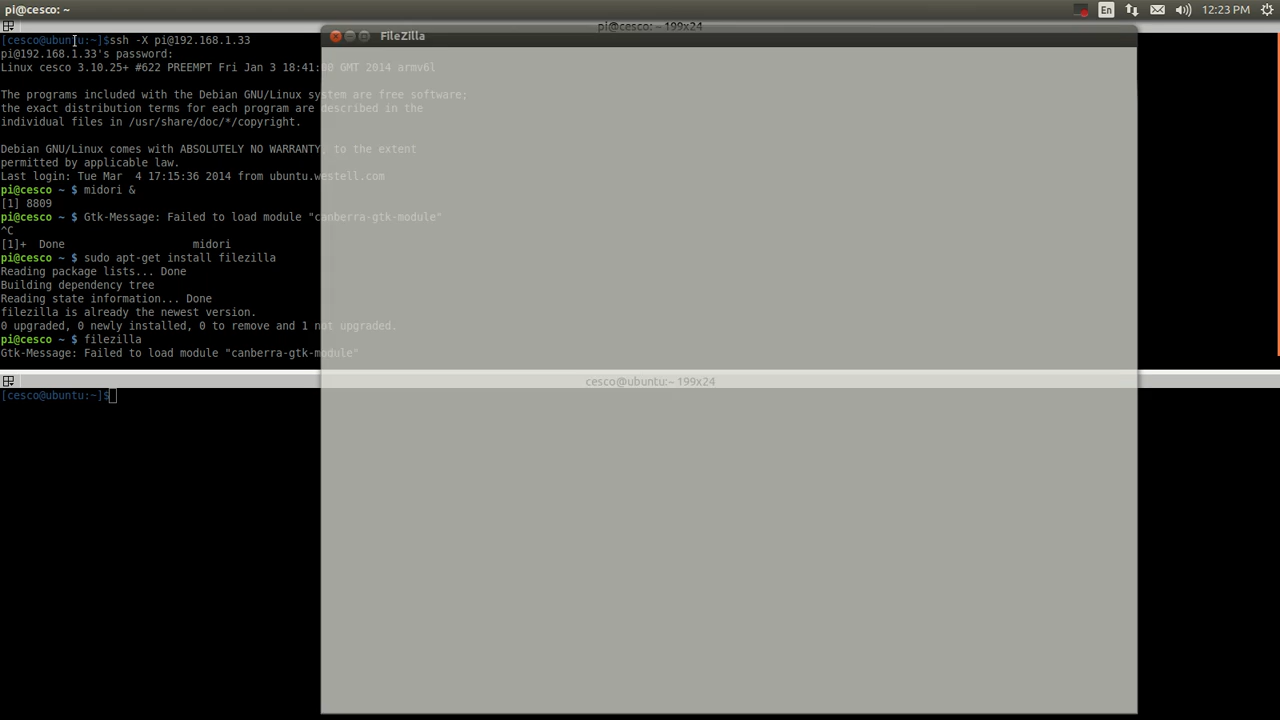 pi@cesco: ~
En
12:23 PM
pi@cesco: ~ 199x24
FileZilla
[cesco@ubuntu:~]$ssh -X pi@192.168.1.33
pi@192.168.1.33's password:
Linux cesco 3.10.25+ #622 PREEMPT Fri Jan 3 18:41:00 GMT 2014 armv6l
The programs included with the Debian GNU/Linux system are free software;
the exact distribution terms for each program are described in the
individual files in /usr/share/doc/*/copyright.
Debian GNU/Linux comes with ABSOLUTELY NO WARRANTY, to the extent
permitted by applicable law.
Last login: Tue Mar  4 17:15:36 2014 from ubuntu.westell.com
pi@cesco ~ $ midori &
[1] 8809
pi@cesco ~ $ Gtk-Message: Failed to load module "canberra-gtk-module"
^C
[1]+  Done                    midori
pi@cesco ~ $ sudo apt-get install filezilla
Reading package lists... Done
Building dependency tree
Reading state information... Done
filezilla is already the newest version.
0 upgraded, 0 newly installed, 0 to remove and 1 not upgraded.
pi@cesco ~ $ filezilla
Gtk-Message: Failed to load module "canberra-gtk-module"
cesco@ubuntu:~ 199x24
[cesco@ubuntu:~]$